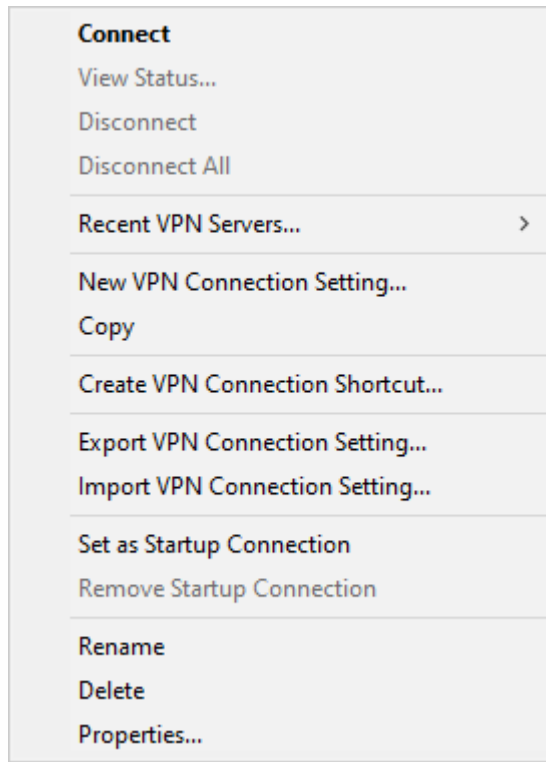 Connect
View Status...
Disconnect
Disconnect All
Recent VPN Servers...
New VPN Connection Setting...
Copy
Create VPN Connection Shortcut...
Export VPN Connection Setting...
Import VPN Connection Setting...
Set as Startup Connection
Remove Startup Connection
Rename
Delete
Properties...